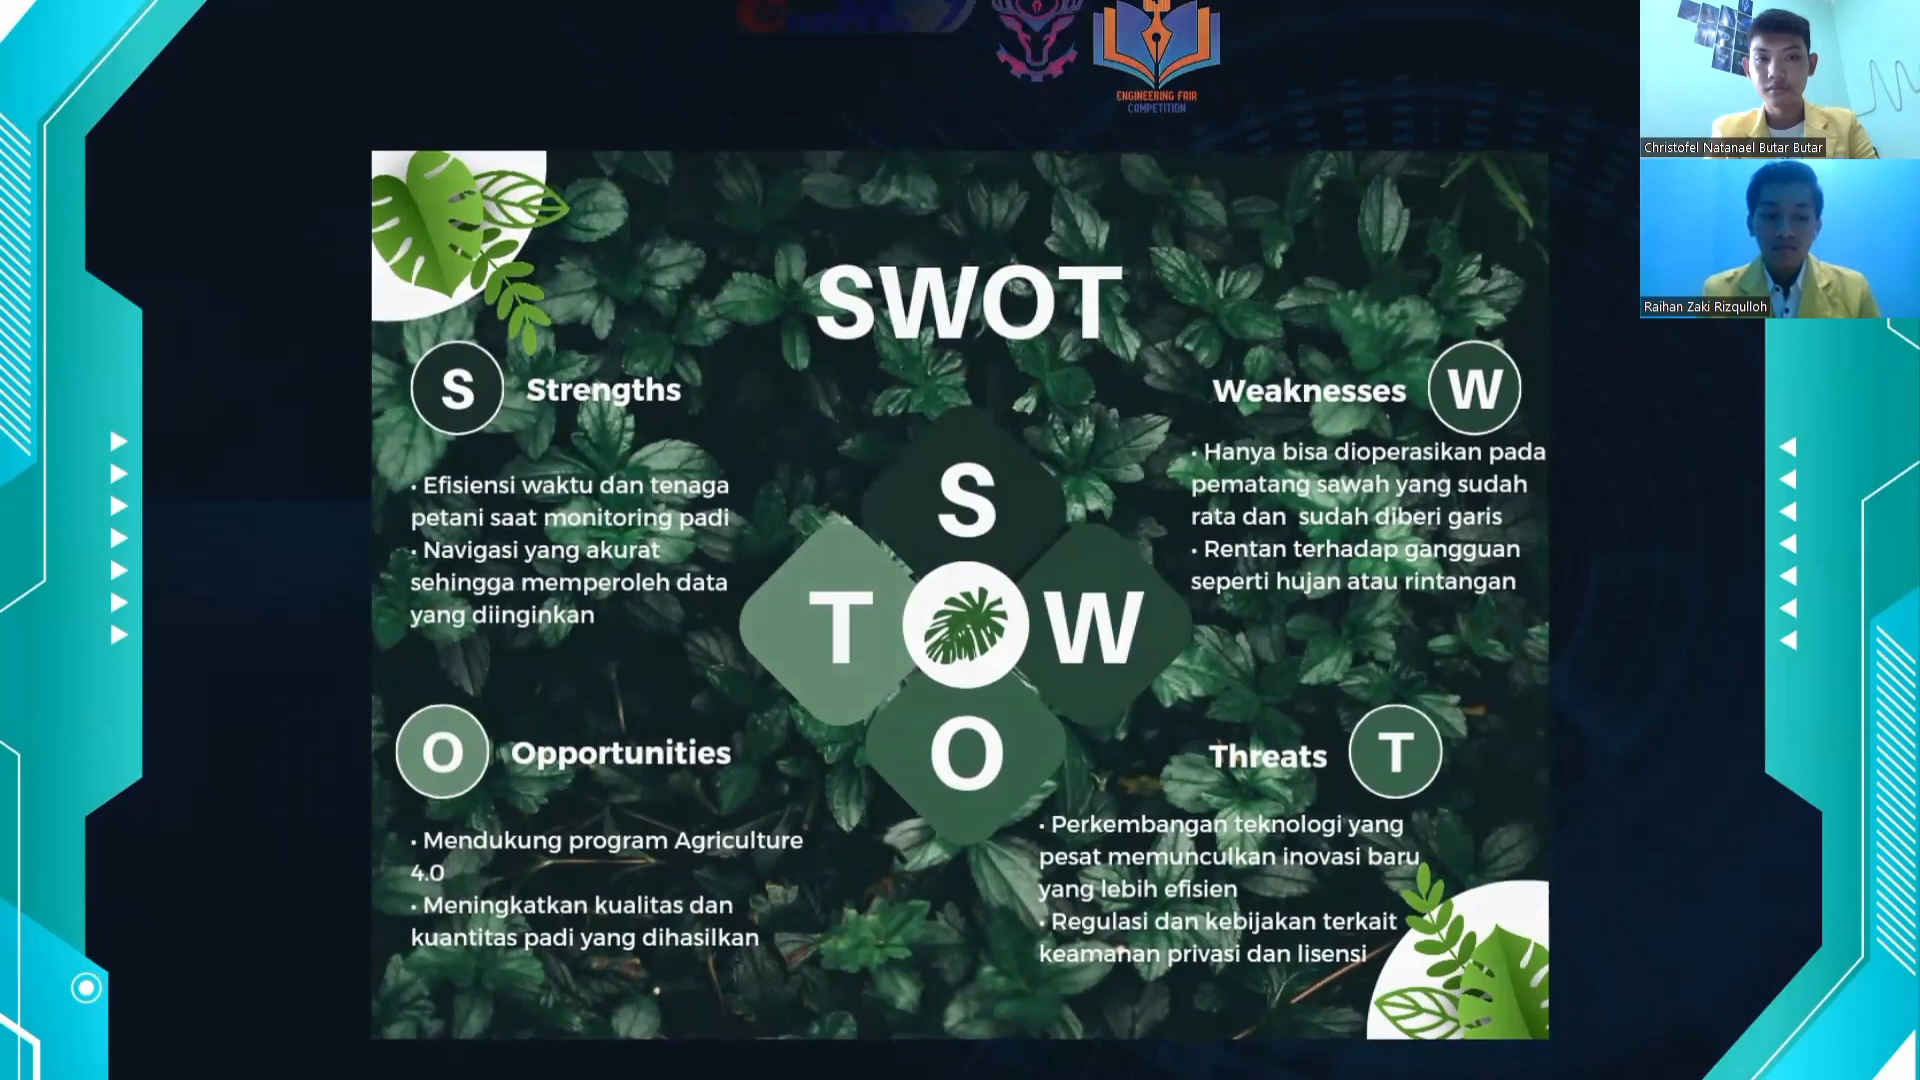 ENGINEERING FAIR
COMPETITION
Christofel Natanael Butar Butar
Raihan Zaki Rizqulloh
SWOT
S
Strengths
• Efisiensi waktu dan tenaga
petani saat monitoring padi
• Navigasi yang akurat
sehingga memperoleh data
yang diinginkan
Weaknesses
W
• Hanya bisa dioperasikan pada
pematang sawah yang sudah
rata dan sudah diberi garis
• Rentan terhadap gangguan
seperti hujan atau rintangan
S
T
W
O
O
Opportunities
• Mendukung program Agriculture
4.0
• Meningkatkan kualitas dan
kuantitas padi yang dihasilkan
Threats
T
• Perkembangan teknologi yang
pesat memunculkan inovasi baru
yang lebih efisien
• Regulasi dan kebijakan terkait
keamanan privasi dan lisensi